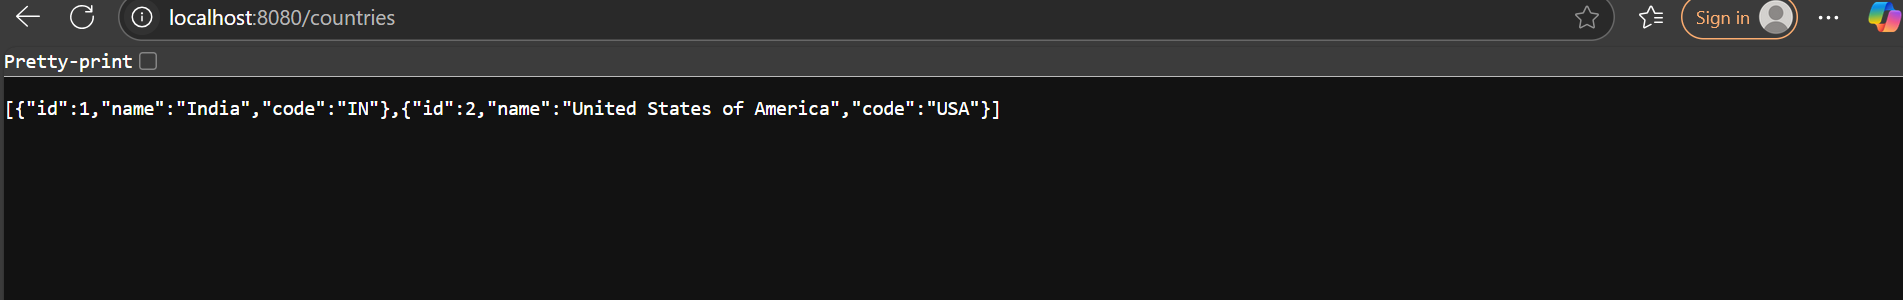 localhost:8080/countries
Sign in
Pretty-print
[{"id":1,"name":"India","code":"IN"},{"id":2,"name":"United States of America","code":"USA"}]